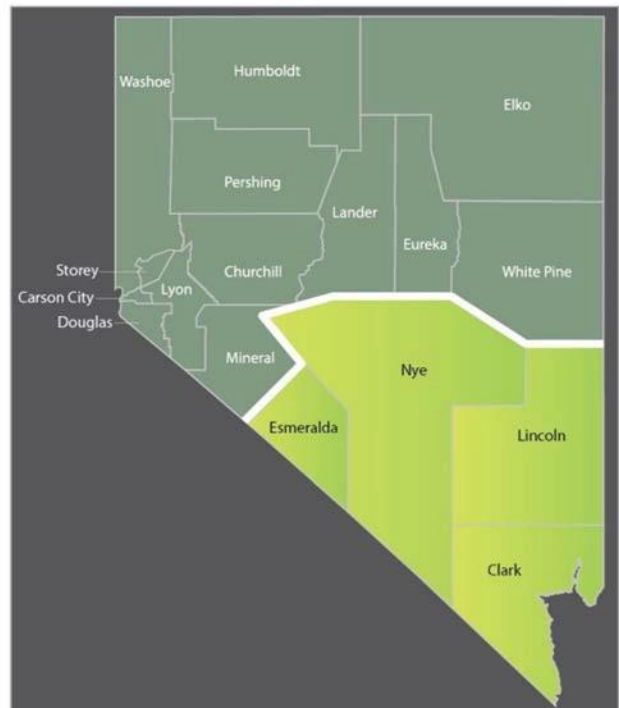 Washoe
Humboldt
Elko
Pershing
Lander
Eureka
Storey
Churchill
White Pine
Carson City
Lyon
Douglas
Mineral
Nye
Esmeralda
Lincoln
Clark